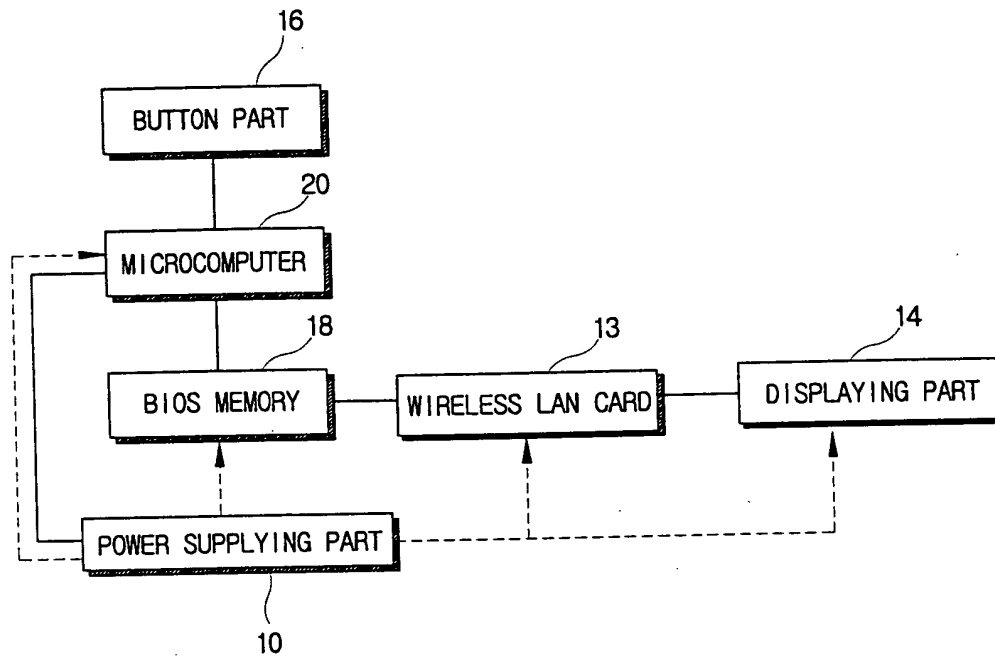 16
BUTTON PART
20
MICROCOMPUTER
18
BIOS MEMORY
13
WIRELESS LAN CARD
14
DISPLAYING PART
POWER SUPPLYING PART
10